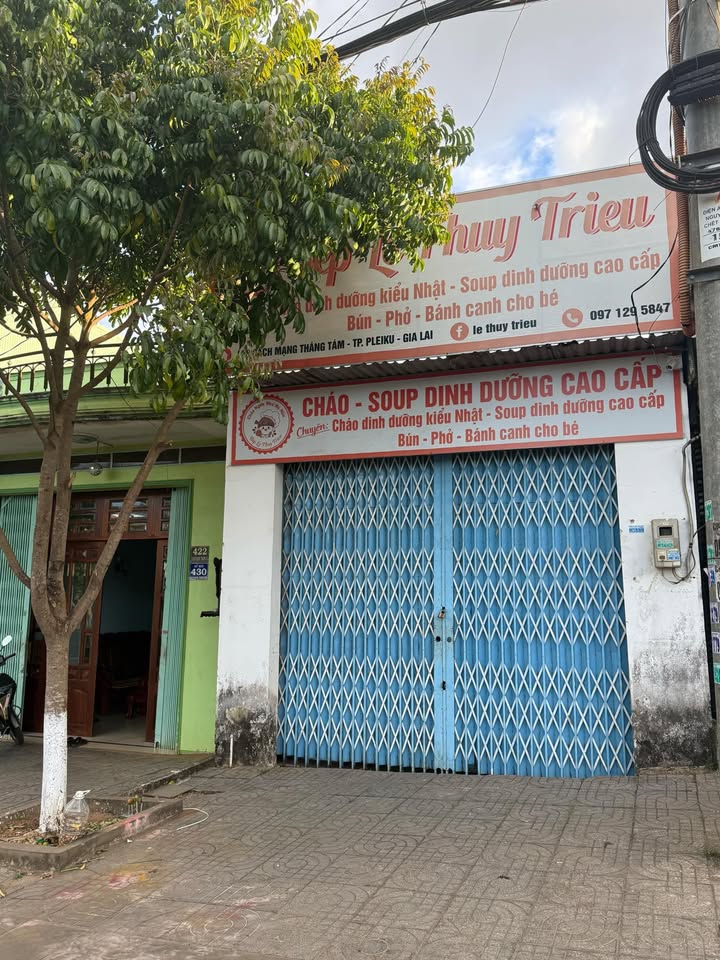 Thuy Trieu
dinh dưỡng kiểu Nhật - Soup dinh dưỡng cao cấp
Bún - Phở - Bánh canh cho bé
CÁCH MẠNG THÁNG TÁM - TP. PLEIKU - GIA LAI
le thuy trieu
097 129 5847
CHÁO - SOUP DINH DƯỠNG CAO CẤP
Chuyên: Cháo dinh dưỡng kiểu Nhật - Soup dinh dưỡng cao cấp
Bún - Phở - Bánh canh cho bé
422
430